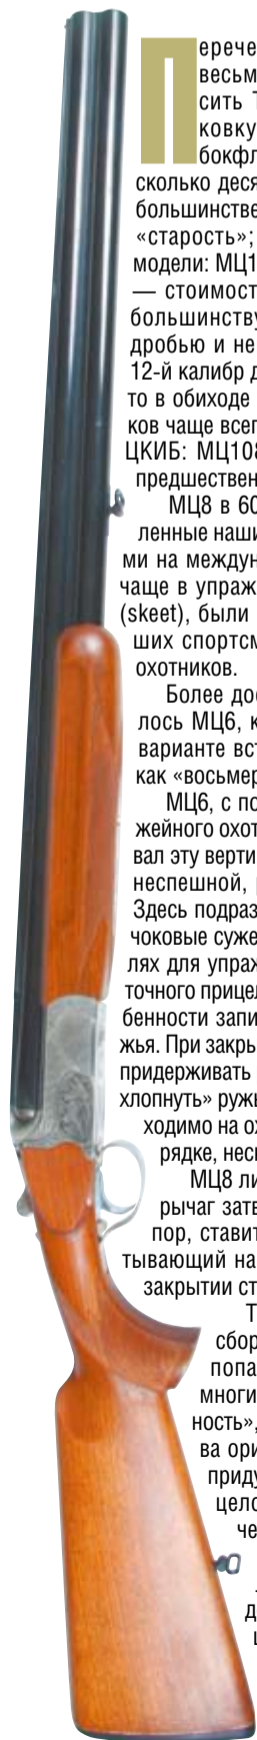 Перече
весьм
сить Т
ковку
бокфл
сколько деся
большинстве
«старость»;
модели: МЦ1
— стоимост
большинству
дробью и не
12-й калибр д
то в обиходе
ков чаще всег
ЦКИБ: МЦ108
предшествен
МЦ8 в 60
ленные наши
ми на междун
чаще в упраж
(skeet), были
ших спортсм
охотников.
Более дос
лось МЦ6, к
варианте вст
как «восьмер
МЦ6, с по
жейного охот
вал эту верти
неспешной, р
Здесь подраз
чоковые суже
лях для упраж
точного прицел
бенности запи
жья. При закры
придерживать
хлопнуть» ружь
ходимо на ох
рядке, несп
МЦ8 ли
рычаг затв
пор, ставит
тывающий на
закрытии ст
Т
сбор
попа
многи
ность»,
ва ори
приду
цело
че
д